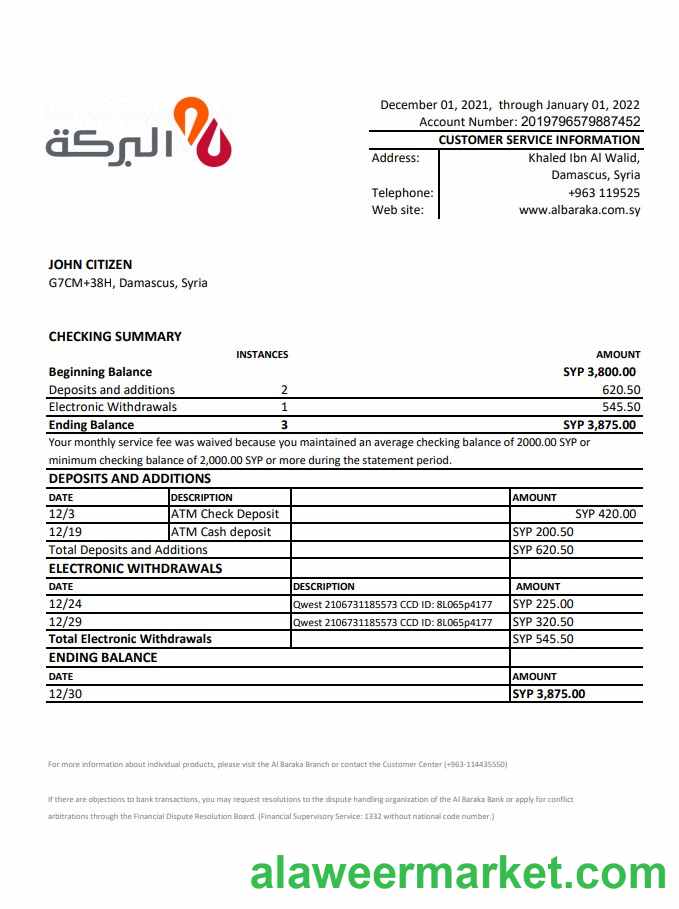 البركة
December 01, 2021, through January 01, 2022
Account Number: 2019796579887452
CUSTOMER SERVICE INFORMATION
Address: Khaled Ibn Al Walid,
Damascus, Syria
Telephone: +963 119525
Web site: www.albaraka.com.sy
JOHN CITIZEN
G7CM+38H, Damascus, Syria
CHECKING SUMMARY
INSTANCES AMOUNT
Beginning Balance SYP 3,800.00
Deposits and additions 2 620.50
Electronic Withdrawals 1 545.50
Ending Balance 3 SYP 3,875.00
Your monthly service fee was waived because you maintained an average checking balance of 2000.00 SYP or
minimum checking balance of 2,000.00 SYP or more during the statement period.
DEPOSITS AND ADDITIONS
DATE DESCRIPTION AMOUNT
12/3 ATM Check Deposit SYP 420.00
12/19 ATM Cash deposit SYP 200.50
Total Deposits and Additions SYP 620.50
ELECTRONIC WITHDRAWALS
DATE DESCRIPTION AMOUNT
12/24 Qwest 2106731185573 CCD ID: 8L065p4177 SYP 225.00
12/29 Qwest 2106731185573 CCD ID: 8L065p4177 SYP 320.50
Total Electronic Withdrawals SYP 545.50
ENDING BALANCE
DATE AMOUNT
12/30 SYP 3,875.00
For more information about individual products, please visit the Al Baraka Branch or contact the Customer Center (+963-114435550)
If there are objections to bank transactions, you may request resolutions to the dispute handling organization of the Al Baraka Bank or apply for conflict
arbitrations through the Financial Dispute Resolution Board. (Financial Supervisory Service: 1332 without national code number.)
alaweermarket.com